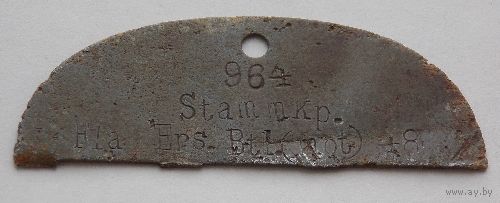 964
Stammkp.
Fla Ers. Btl.(mot) 48
www.ay.by